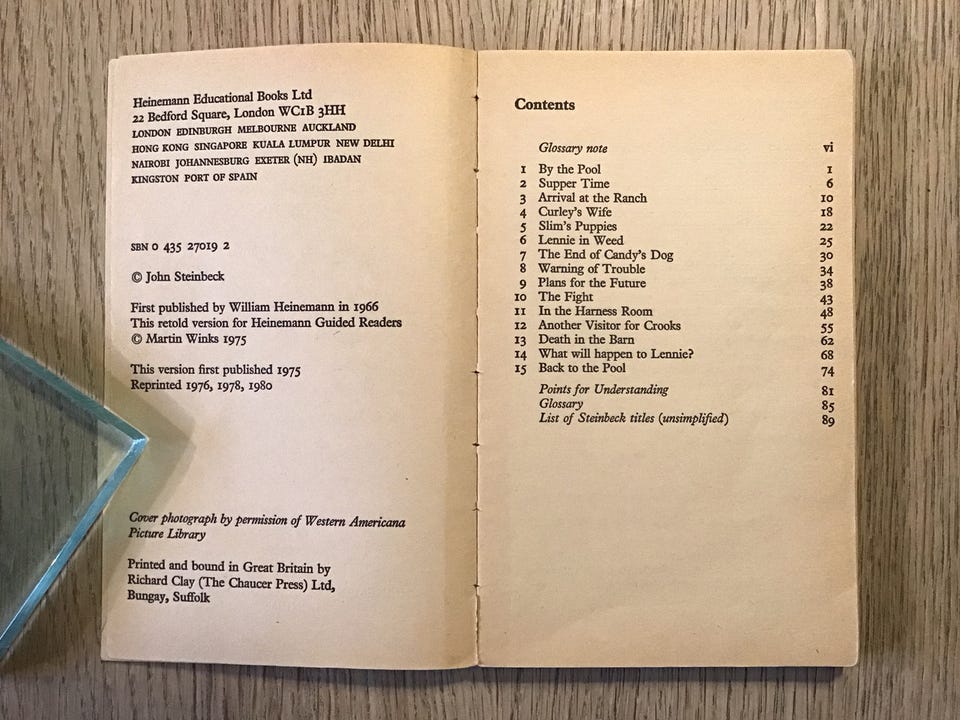 Heinemann Educational Books Ltd
22 Bedford Square, London WC1B 3HH
LONDON EDINBURGH MELBOURNE AUCKLAND
HONG KONG SINGAPORE KUALA LUMPUR NEW DELHI
NAIROBI JOHANNESBURG EXETER (NH) IBADAN
KINGSTON PORT OF SPAIN
SBN 0 435 27019 2
© John Steinbeck
First published by William Heinemann in 1966
This retold version for Heinemann Guided Readers
© Martin Winks 1975
This version first published 1975
Reprinted 1976, 1978, 1980
Cover photograph by permission of Western Americana
Picture Library
Printed and bound in Great Britain by
Richard Clay (The Chaucer Press) Ltd,
Bungay, Suffolk
Contents
Glossary note vi
1 By the Pool 1
2 Supper Time 6
3 Arrival at the Ranch 10
4 Curley's Wife 18
5 Slim's Puppies 22
6 Lennie in Weed 25
7 The End of Candy's Dog 30
8 Warning of Trouble 34
9 Plans for the Future 38
10 The Fight 43
11 In the Harness Room 48
12 Another Visitor for Crooks 55
13 Death in the Barn 62
14 What will happen to Lennie? 68
15 Back to the Pool 74
Points for Understanding 81
Glossary 85
List of Steinbeck titles (unsimplified) 89